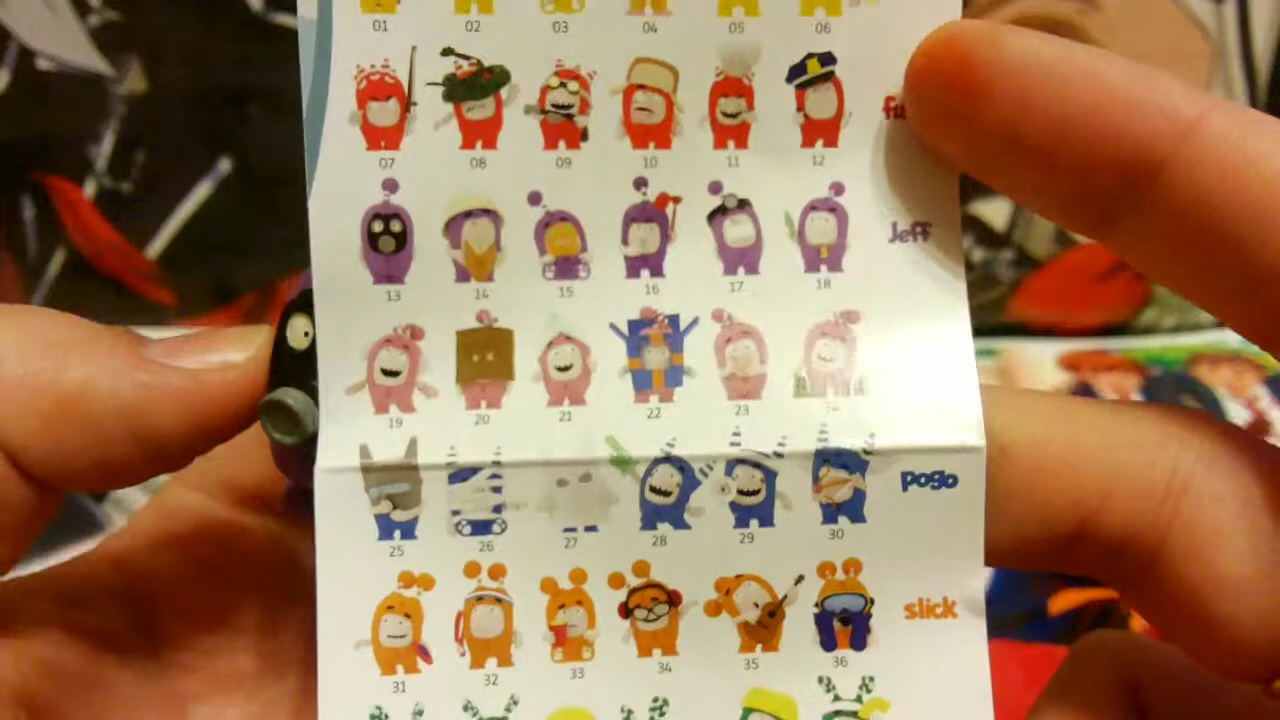 01 02 03 04 05 06
fu
07 08 09 10 11 12
Jeff
13 14 15 16 17 18
19 20 21 22 23 24
pogo
25 26 27 28 29 30
slick
31 32 33 34 35 36